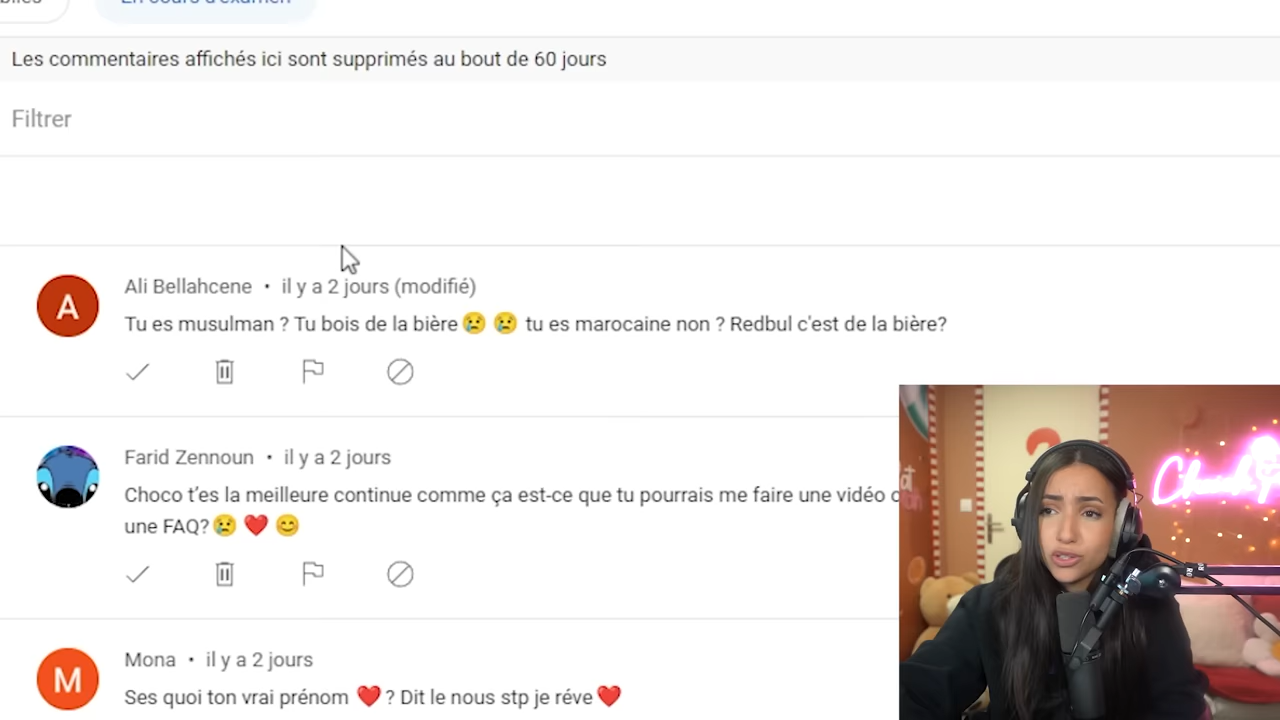 En cours d'examen
Les commentaires affichés ici sont supprimés au bout de 60 jours
Filtrer
Ali Bellahcene • il y a 2 jours (modifié)
A
Tu es musulman ? Tu bois de la bière😢 😢 tu es marocaine non ? Redbul c'est de la bière?
Farid Zennoun • il y a 2 jours
Choco t'es la meilleure continue comme ça est-ce que tu pourrais me faire une vidéo
une FAQ?😢 ❤️ 😊
Mona • il y a 2 jours
M
Ses quoi ton vrai prénom ❤️ ? Dit le nous stp je réve❤️